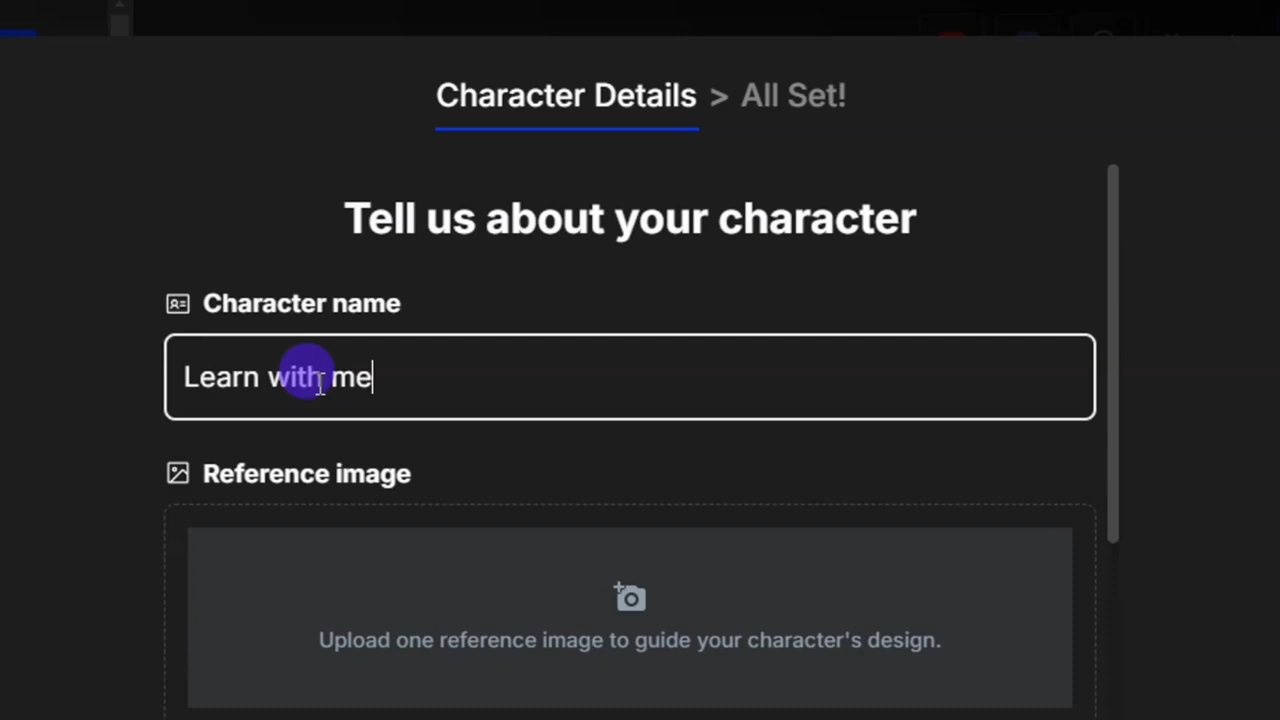 Character Details > All Set!
Tell us about your character
Character name
Learn with me
Reference image
Upload one reference image to guide your character's design.